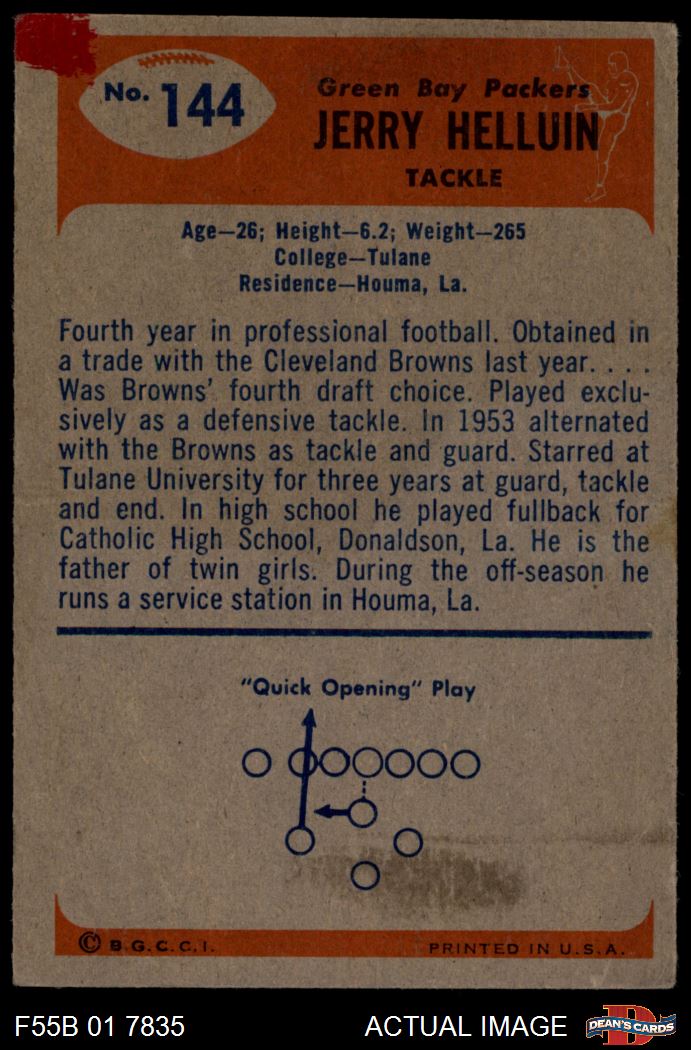 No. 144
Green Bay Packers
JERRY HELLUIN
TACKLE
Age—26; Height—6.2; Weight—265
College—Tulane
Residence—Houma, La.
Fourth year in professional football. Obtained in
a trade with the Cleveland Browns last year. . . .
Was Browns' fourth draft choice. Played exclu-
sively as a defensive tackle. In 1953 alternated
with the Browns as tackle and guard. Starred at
Tulane University for three years at guard, tackle
and end. In high school he played fullback for
Catholic High School, Donaldson, La. He is the
father of twin girls. During the off-season he
runs a service station in Houma, La.
"Quick Opening" Play
© B.G.C.C.I.
PRINTED IN U.S.A.
F55B 01 7835
ACTUAL IMAGE
D
DEAN'S CARDS